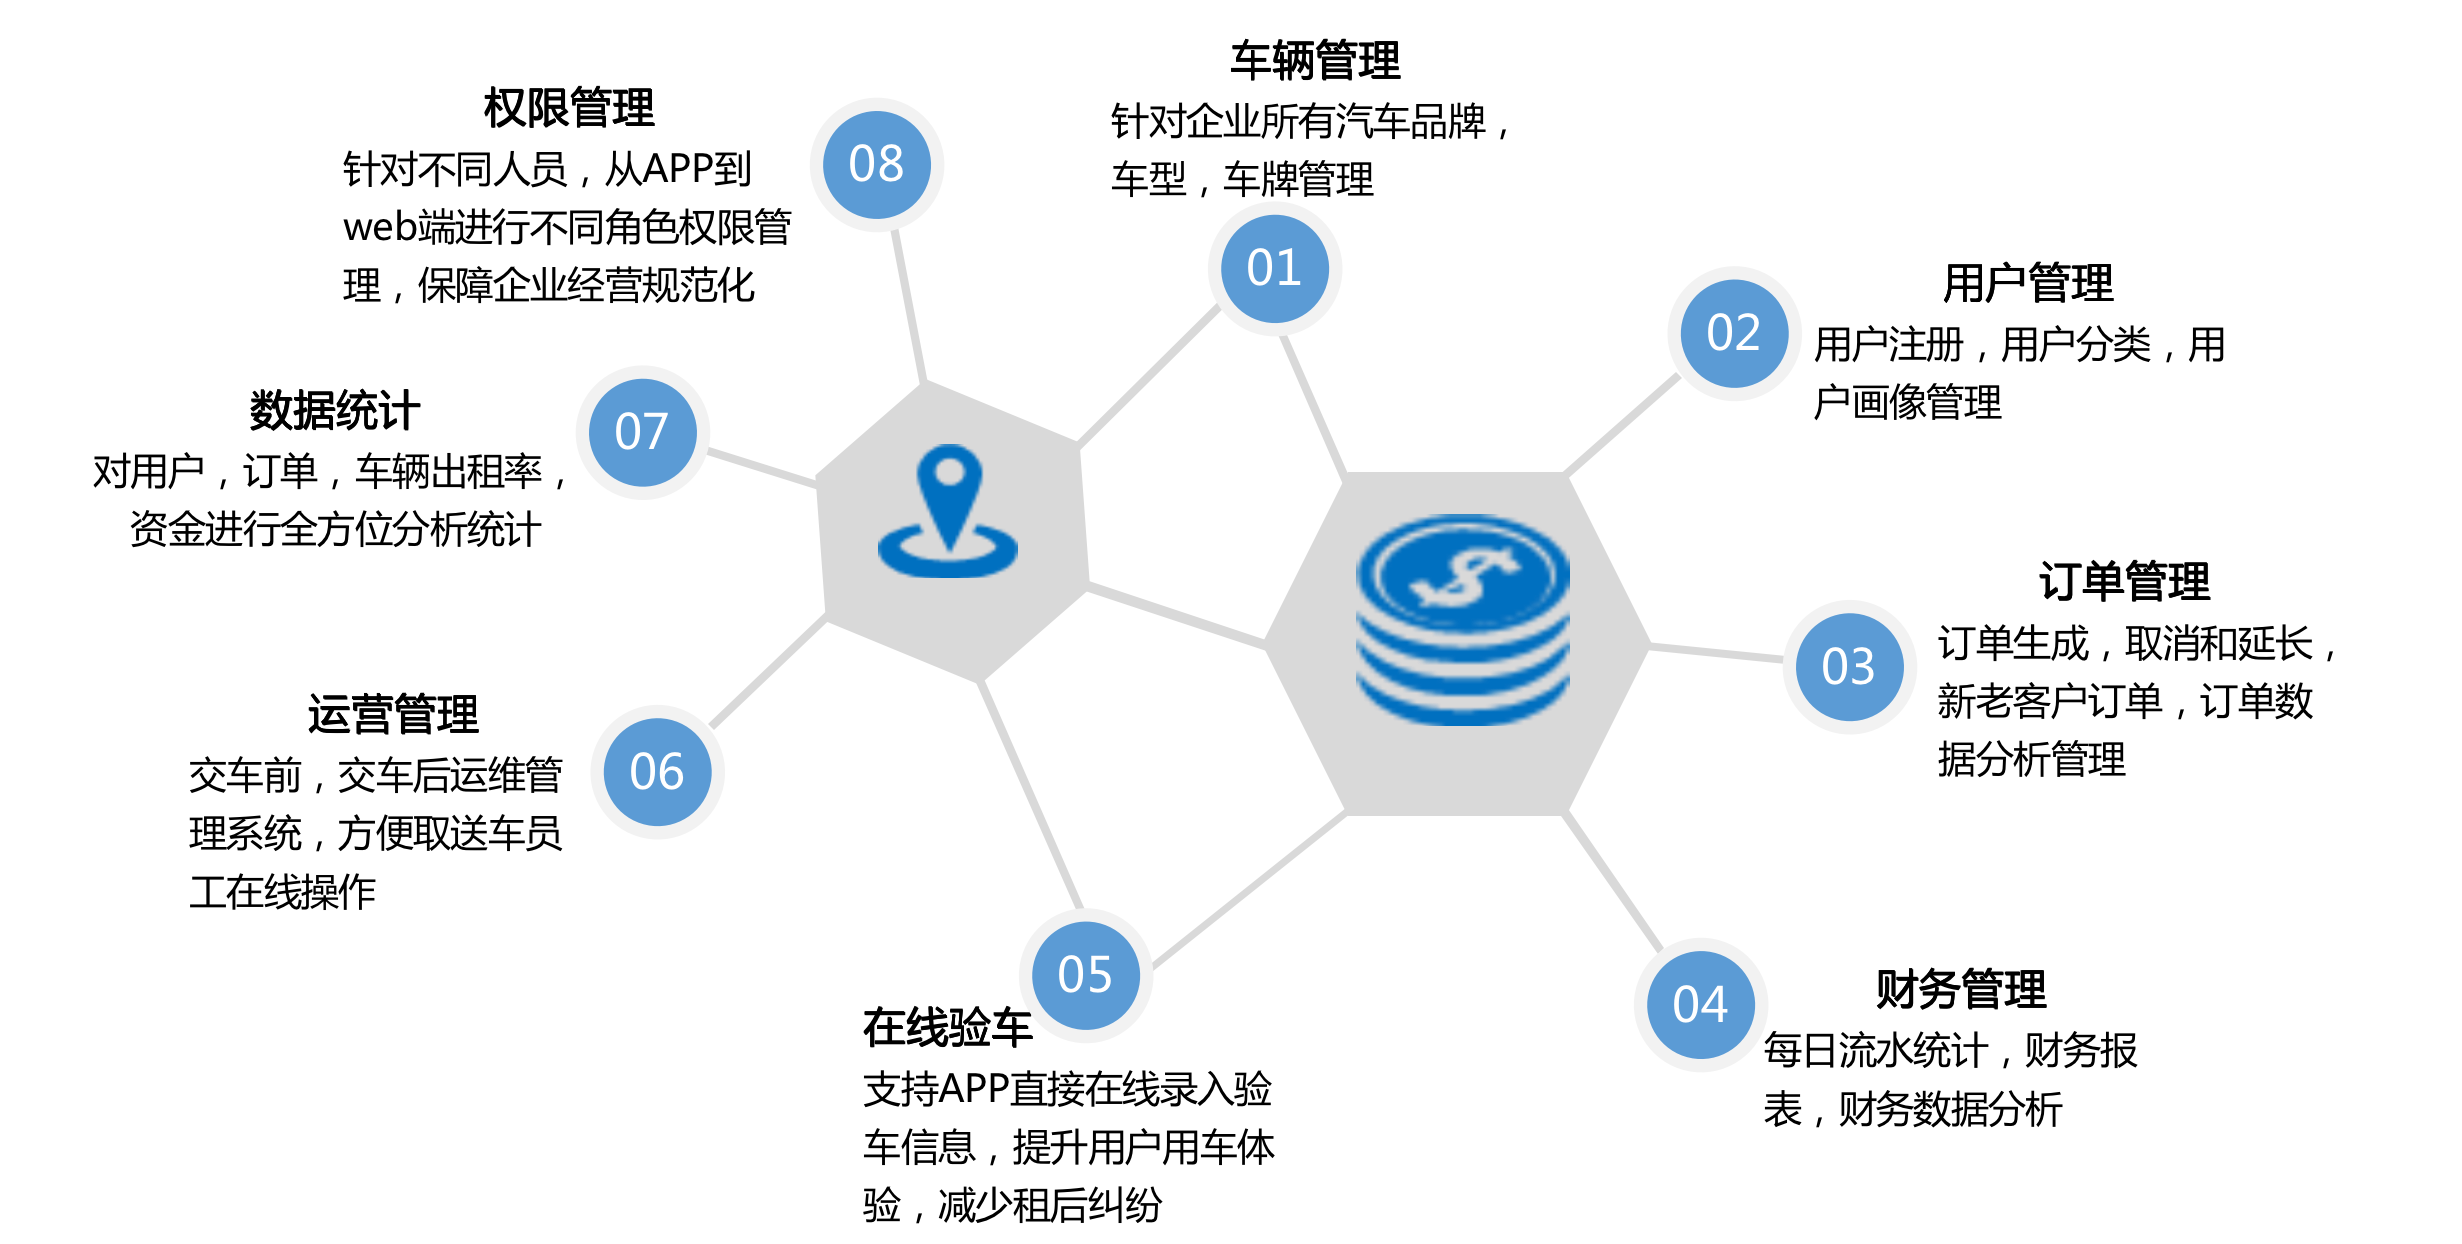 车辆管理
针对企业所有汽车品牌，
车型，车牌管理
01
02
用户管理
用户注册，用户分类，用
户画像管理
03
订单管理
订单生成，取消和延长，
新老客户订单，订单数
据分析管理
04
财务管理
每日流水统计，财务报
表，财务数据分析
05
在线验车
支持APP直接在线录入验
车信息，提升用户用车体
验，减少租后纠纷
06
运营管理
交车前，交车后运维管
理系统，方便取送车员
工在线操作
07
数据统计
对用户，订单，车辆出租率，
资金进行全方位分析统计
08
权限管理
针对不同人员，从APP到
web端进行不同角色权限管
理，保障企业经营规范化